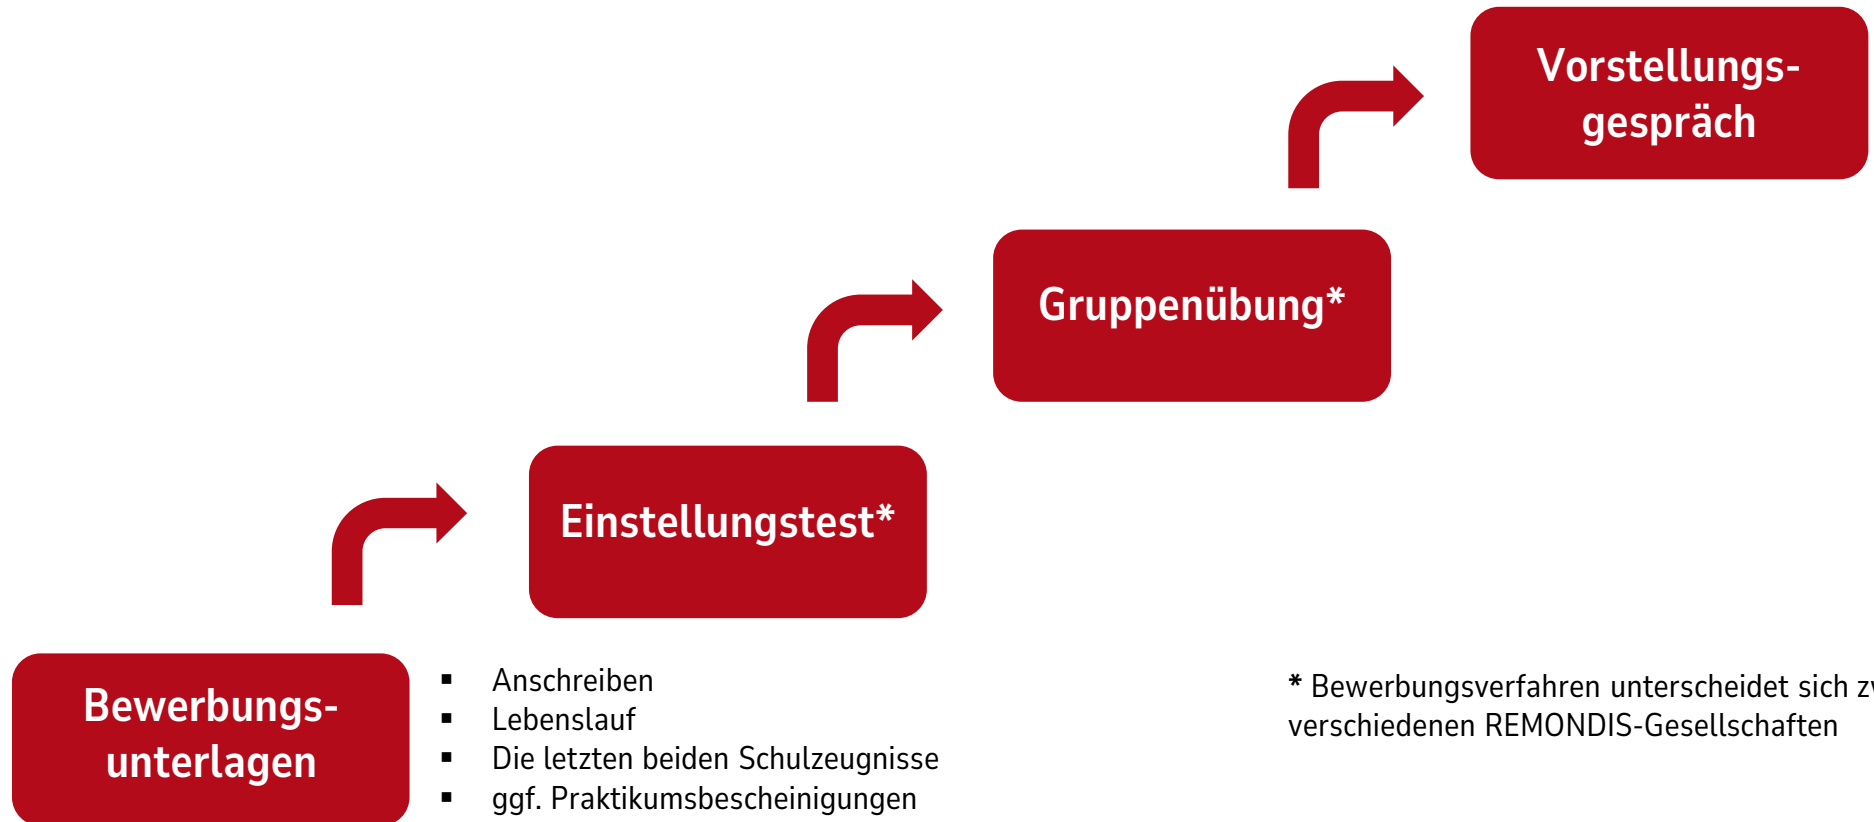 Vorstellungs-
gespräch
Gruppenübung*
Einstellungstest*
Bewerbungs-
unterlagen
▪ Anschreiben
▪ Lebenslauf
▪ Die letzten beiden Schulzeugnisse
▪ ggf. Praktikumsbescheinigungen
* Bewerbungsverfahren unterscheidet sich
verschiedenen REMONDIS-Gesellschaften